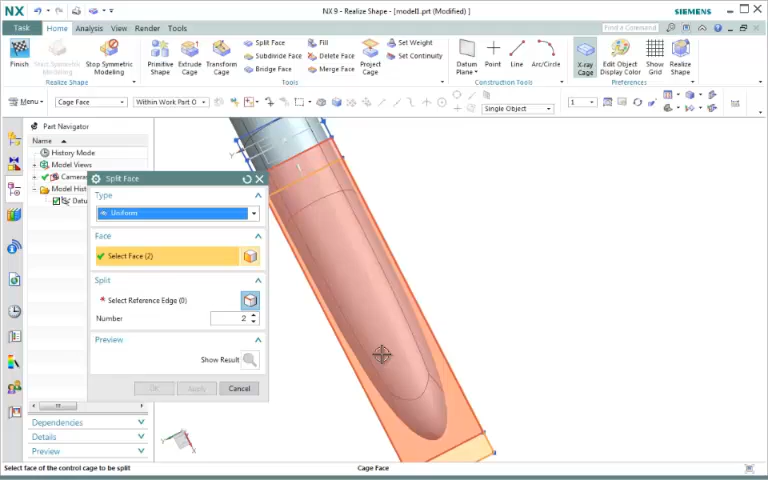 NX
NX 9 - Realize Shape - [model1.prt (Modified) ]
SIEMENS
Task
Home
Analysis
View
Render
Tools
Find a Command
Finish
Start Symmetric Modeling
Stop Symmetric Modeling
Realize Shape
Primitive Shape
Extrude Cage
Transform Cage
Split Face
Subdivide Face
Bridge Face
Fill
Delete Face
Merge Face
Project Cage
Set Weight
Set Continuity
Tools
Datum Plane
Point
Line
Arc/Circle
Construction Tools
X-ray Cage
Edit Object Display Color
Show Grid
Realize Shape
Preferences
Menu
Cage Face
Within Work Part O
Single Object
1
Part Navigator
Name
History Mode
Model Views
Camera
Model Hist
Datu
Split Face
Type
Uniform
Face
Select Face (2)
Split
* Select Reference Edge (0)
Number
2
Preview
Show Result
OK
Apply
Cancel
Dependencies
Details
Preview
Select face of the control cage to be split
Cage Face